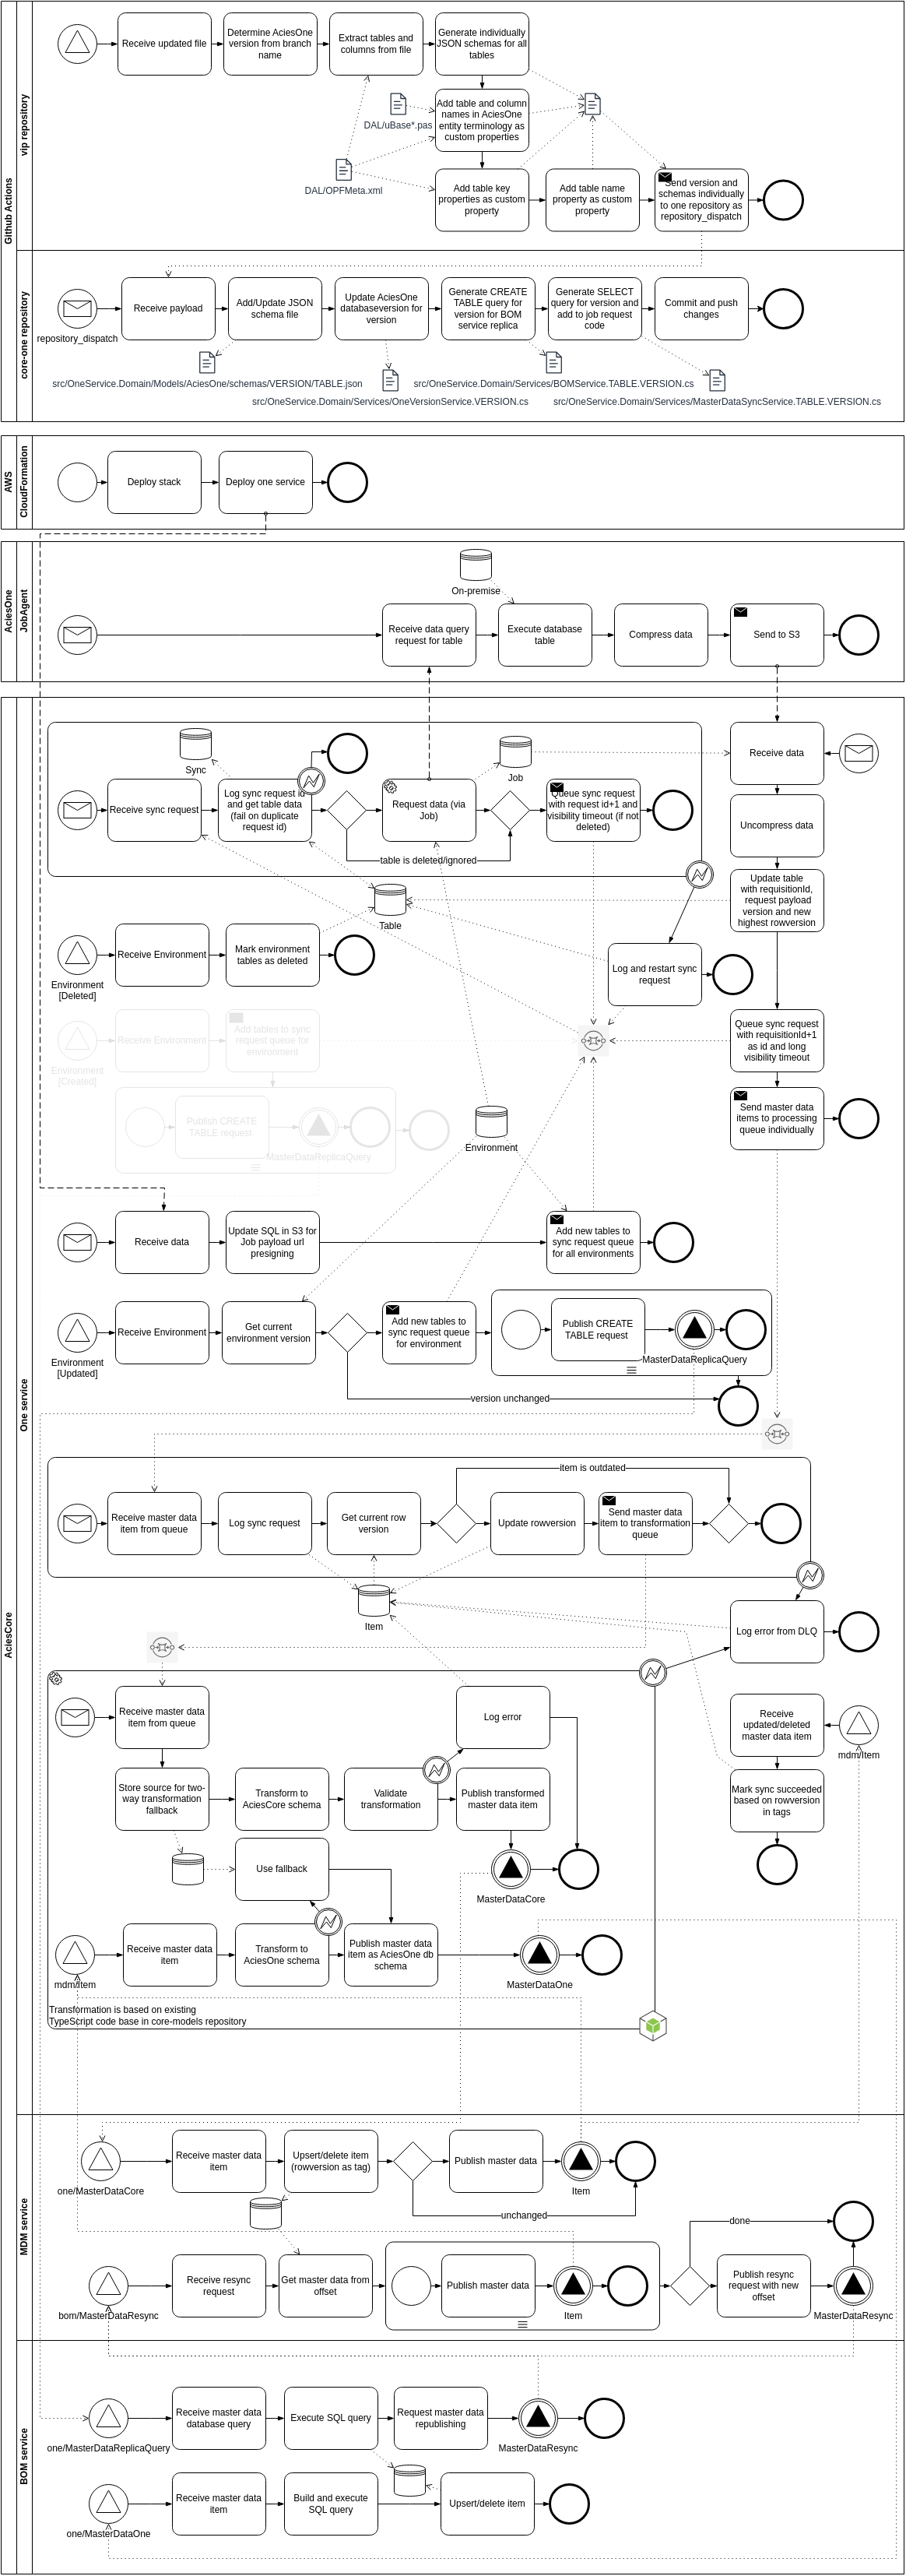 Github Actions
vip repository
Receive updated file
Determine AciesOne
version from branch
name
Extract tables and
columns from file
Generate individually
JSON schemas for all
tables
DAL/uBase*.pas
Add table and column
names in AciesOne
entity terminology as
custom properties
DAL/OPFMeta.xml
Add table key
properties as custom
property
Add table name
property as custom
property
Send version and
schemas individually
to one repository as
repository_dispatch
core-one repository
repository_dispatch
Receive payload
Add/Update JSON
schema file
Update AciesOne
databaseversion for
version
Generate CREATE
TABLE query for
version for BOM
service replica
Generate SELECT
query for version and
add to job request
code
Commit and push
changes
src/OneService.Domain/Models/AciesOne/schemas/VERSION/TABLE.json
src/OneService.Domain/Services/BOMService.TABLE.VERSION.cs
src/OneService.Domain/Services/OneVersionService.VERSION.cs
src/OneService.Domain/Services/MasterDataSyncService.TABLE.VERSION.cs
AWS
CloudFormation
Deploy stack
Deploy one service
AciesOne
JobAgent
On-premise
Receive data query
request for table
Execute database
table
Compress data
Send to S3
AciesCore
One service
Sync
Job
Receive data
Receive sync request
Log sync request id
and get table data
(fail on duplicate
request id)
Request data (via
Job)
Queue sync request
with request id+1 and
visibility timeout (if not
deleted)
Uncompress data
table is deleted/ignored
Update table
with requisitionId,
request payload
version and new
highest rowversion
Table
Receive Environment
Mark environment
tables as deleted
Log and restart sync
request
Environment
[Deleted]
Receive Environment
Add tables to sync
request queue for
environment
Environment
[Created]
Queue sync request
with requisitionId+1
as id and long
visibility timeout
Publish CREATE
TABLE request
MasterDataReplicaQuery
Environment
Send master data
items to processing
queue individually
Receive data
Update SQL in S3 for
Job payload url
presigning
Add new tables to
sync request queue
for all environments
Receive Environment
Get current
environment version
Add new tables to
sync request queue
for environment
Publish CREATE
TABLE request
MasterDataReplicaQuery
Environment
[Updated]
version unchanged
item is outdated
Receive master data
item from queue
Log sync request
Get current row
version
Update rowversion
Send master data
item to transformation
queue
Item
Log error from DLQ
Receive master data
item from queue
Log error
Receive
updated/deleted
master data item
mdm/Item
Store source for two-
way transformation
fallback
Transform to
AciesCore schema
Validate
transformation
Publish transformed
master data item
Mark sync succeeded
based on rowversion
in tags
Use fallback
MasterDataCore
Receive master data
item
Transform to
AciesOne schema
Publish master data
item as AciesOne db
schema
mdm/Item
MasterDataOne
Transformation is based on existing
TypeScript code base in core-models repository
MDM service
one/MasterDataCore
Receive master data
item
Upsert/delete item
(rowversion as tag)
Publish master data
Item
unchanged
done
bom/MasterDataResync
Receive resync
request
Get master data from
offset
Publish master data
Item
Publish resync
request with new
offset
MasterDataResync
BOM service
one/MasterDataReplicaQuery
Receive master data
database query
Execute SQL query
Request master data
republishing
MasterDataResync
one/MasterDataOne
Receive master data
item
Build and execute
SQL query
Upsert/delete item